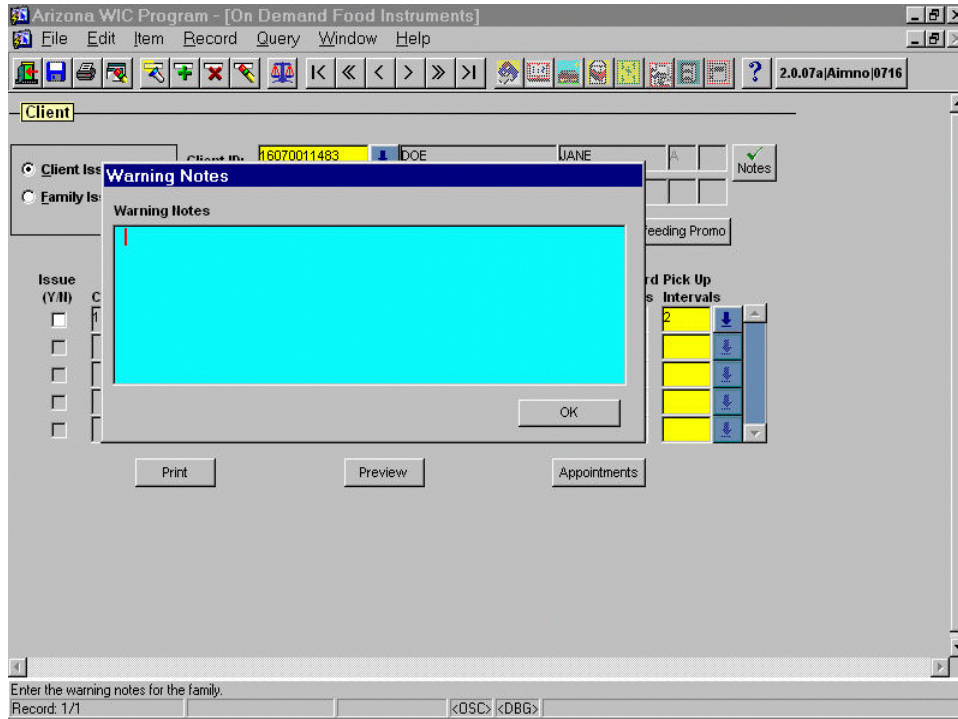 Arizona WIC Program - [On Demand Food Instruments]
File Edit Item Record Query Window Help
2.0.07a|Aimno|0716
Client
Client Iss
Client ID: 16070011483 DOE JANE A
Notes
Family Is
Warning Notes
Warning Notes
feeding Promo
Issue
(Y/N)
rd Pick Up
s Intervals
C
1
2
OK
Print Preview Appointments
Enter the warning notes for the family.
Record: 1/1 <OSC> <DBG>